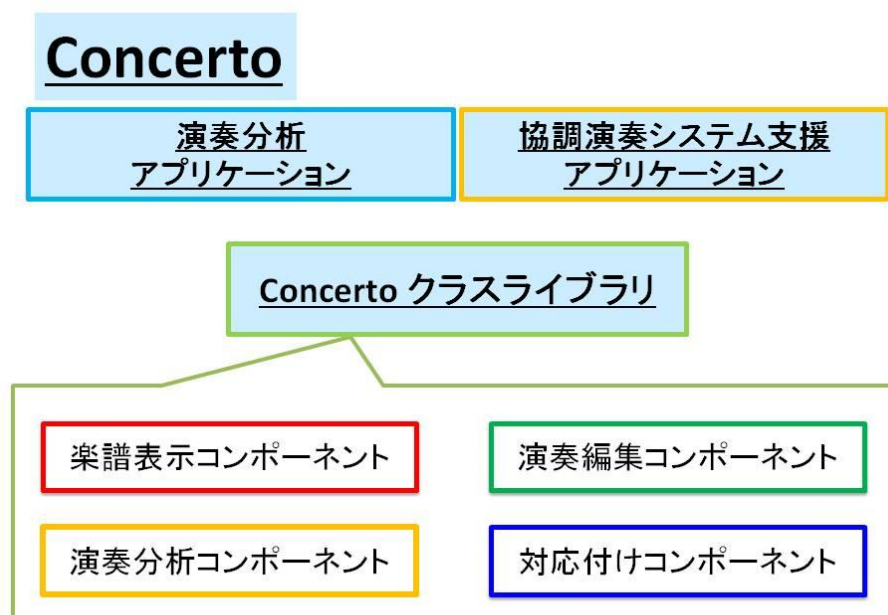 Concerto
演奏分析
アプリケーション
協調演奏システム支援
アプリケーション
Concerto クラスライブラリ
楽譜表示コンポーネント
演奏編集コンポーネント
演奏分析コンポーネント
対応付けコンポーネント